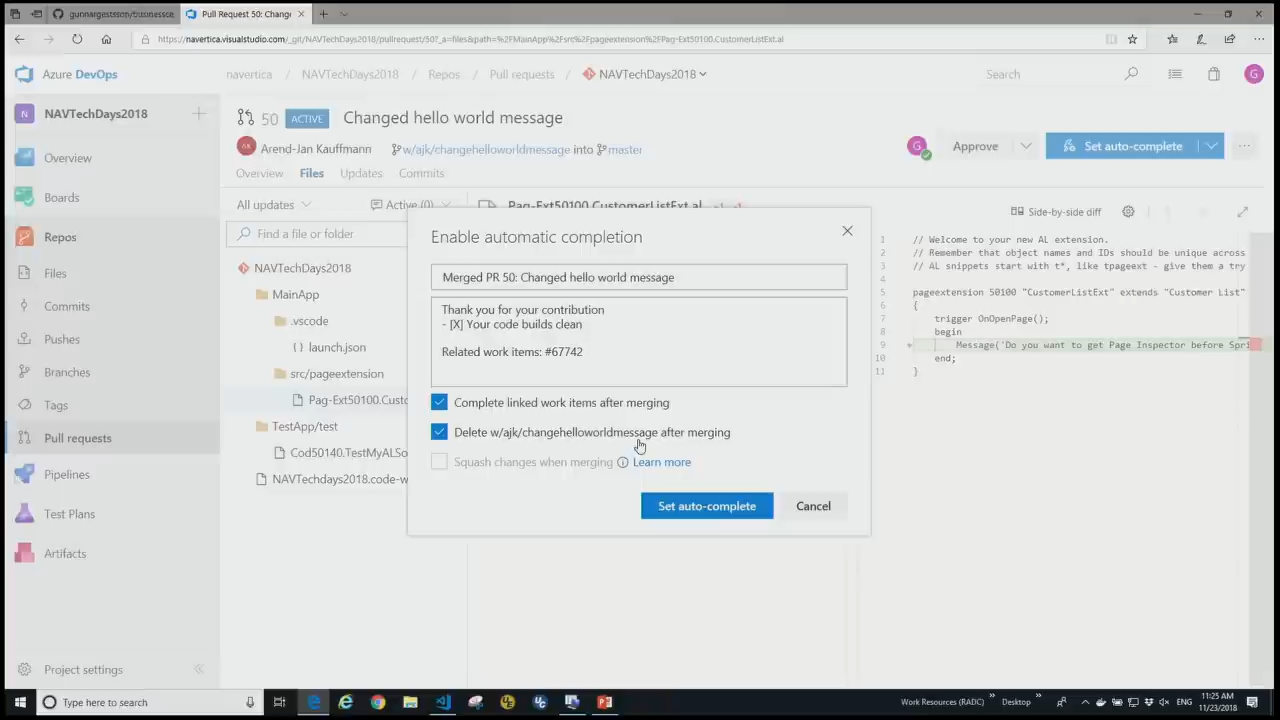 gunnargestsson/businessce
Pull Request 50: Chang
https://navertica.visualstudio.com/_git/NAVTechDays2018/pullrequest/50?_a=files&path=%2FMainApp%2Fsrc%2Fpageextension%2FPag-Ext50100.CustomerListExt.al
Azure DevOps
navertica / NAVTechDays2018 / Repos / Pull requests / NAVTechDays2018
Search
G
N NAVTechDays2018
50 ACTIVE Changed hello world message
Overview
Arend-Jan Kauffmann w/ajk/changehelloworldmessage into master
G Approve Set auto-complete
Overview Files Updates Commits
Boards
All updates Active (0) Pag-Ext50100.CustomerListExt.al +1 -1
Side-by-side diff
Repos
Find a file or folder
Enable automatic completion
Files
NAVTechDays2018
Merged PR 50: Changed hello world message
Commits
MainApp
Thank you for your contribution
- [X] Your code builds clean
Related work items: #67742
.vscode
Pushes
launch.json
Branches
src/pageextension
Pag-Ext50100.Custo
Tags
TestApp/test
Pull requests
Cod50140.TestMyALSo
Pipelines
NAVTechdays2018.code-w
Complete linked work items after merging
Delete w/ajk/changehelloworldmessage after merging
Squash changes when merging Learn more
Set auto-complete Cancel
1 // Welcome to your new AL extension.
2 // Remember that object names and IDs should be unique across
3 // AL snippets start with t*, like tpageext - give them a try
4
5 pageextension 50100 "CustomerListExt" extends "Customer List"
6 {
7 trigger OnOpenPage();
8 begin
9 + Message('Do you want to get Page Inspector before Spri
10 end;
11 }
Test Plans
Artifacts
Project settings
Type here to search
Work Resources (RADC) Desktop ENG
11:25 AM
11/23/2018